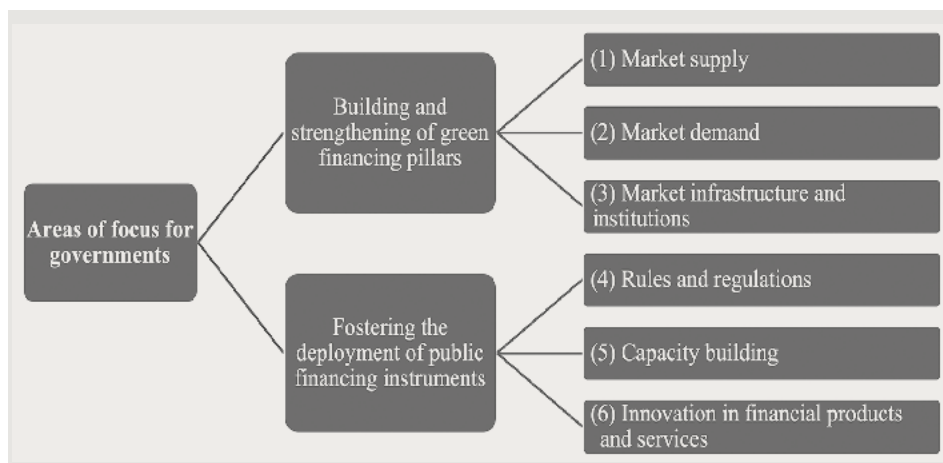 Areas of focus for
governments
Building and
strengthening of green
financing pillars
(1) Market supply
(2) Market demand
(3) Market infrastructure and
institutions
Fostering the
deployment of public
financing instruments
(4) Rules and regulations
(5) Capacity building
(6) Innovation in financial products
and services